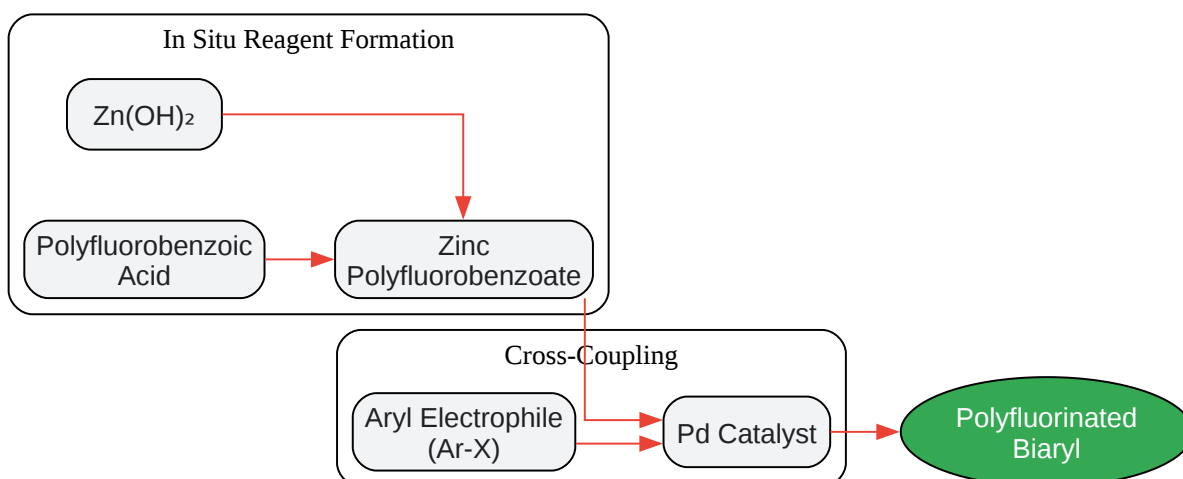 In Situ Reagent Formation
Zn(OH)₂
Polyfluorobenzoic
Acid
Zinc
Polyfluorobenzoate
Cross-Coupling
Aryl Electrophile
(Ar-X)
Pd Catalyst
Polyfluorinated
Biaryl